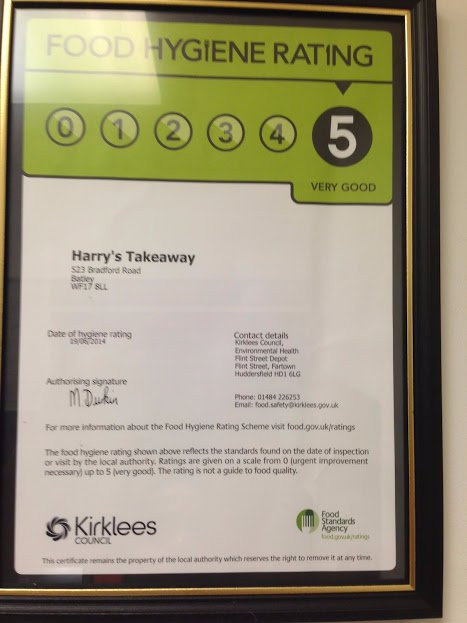 FOOD HYGIENE RATING
0 1 2 3 4 5
VERY GOOD
Harry's Takeaway
523 Bradford Road
Batley
WF17 8LL
Date of hygiene rating
19/06/2014
Contact details
Kirklees Council,
Environmental Health
Flint Street Depot
Flint Street, Fartown
Huddersfield HD1 6LG
Authorising signature
M. Durkin
Phone: 01484 226253
Email: food.safety@kirklees.gov.uk
For more information about the Food Hygiene Rating Scheme visit food.gov.uk/ratings
The food hygiene rating shown above reflects the standards found on the date of inspection
or visit by the local authority. Ratings are given on a scale from 0 (urgent improvement
necessary) up to 5 (very good). The rating is not a guide to food quality.
Kirklees
COUNCIL
Food
Standards
Agency
food.gov.uk/ratings
This certificate remains the property of the local authority which reserves the right to remove it at any time.